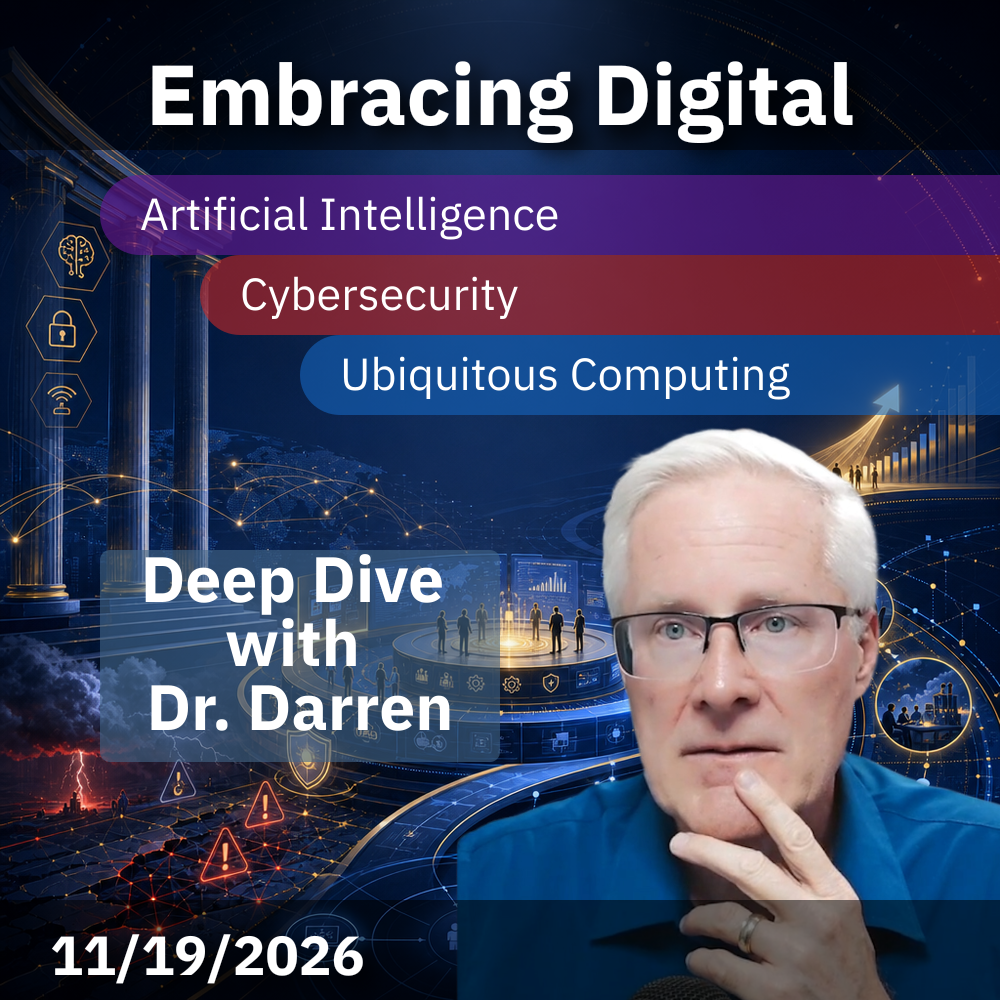 Embracing Digital
Artificial Intelligence
Cybersecurity
Ubiquitous Computing
Deep Dive
with
Dr. Darren
11/19/2026